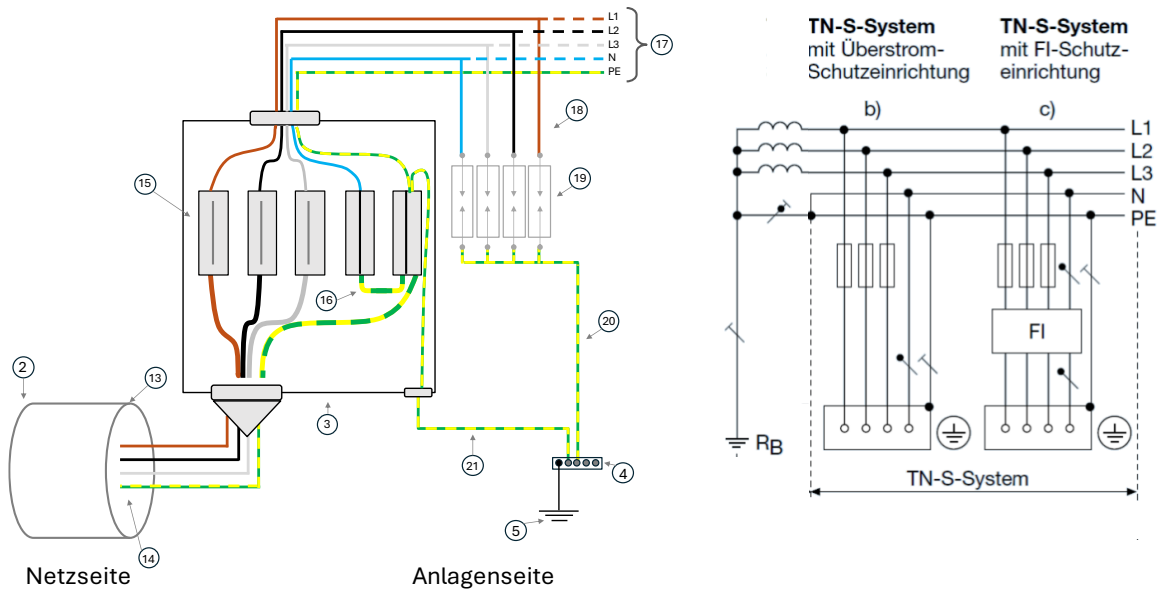 L1
L2
L3
N
PE
17
18
15
19
16
20
2
13
3
21
4
5
14
Netzseite
Anlagenseite
TN-S-System
mit Überstrom-
Schutzeinrichtung
TN-S-System
mit FI-Schutz-
einrichtung
b)
c)
L1
L2
L3
N
PE
FI
RB
TN-S-System